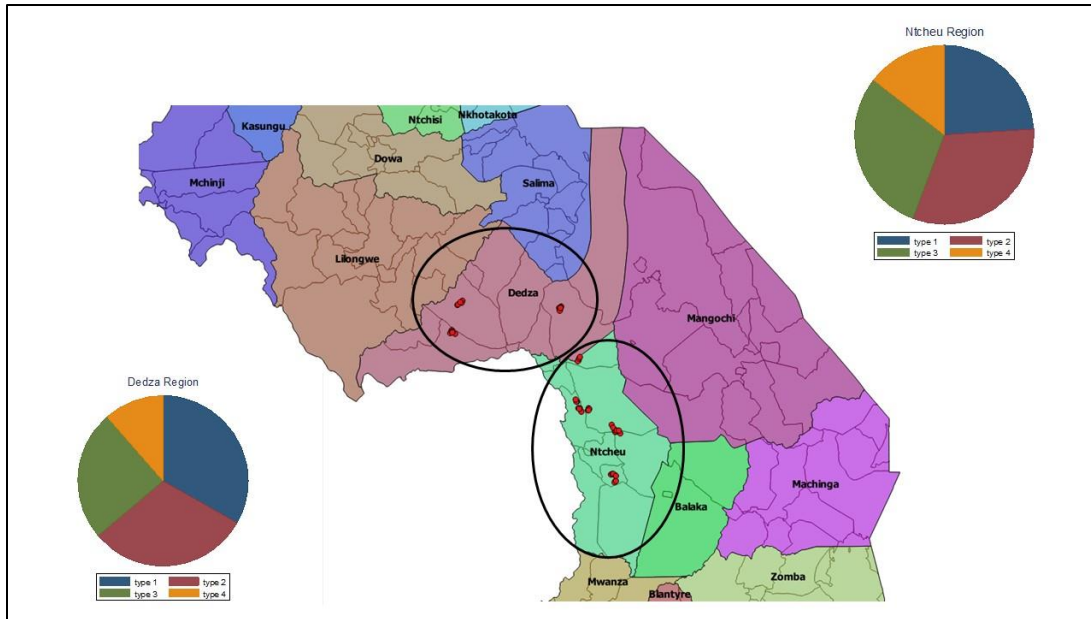 Ntcheu Region
type 1 type 2
type 3 type 4
Kasungu
Ntchisi
Nkhotakota
Dowa
Mchinji
Salima
Lilongwe
Dedza
Mangochi
Dedza Region
type 1 type 2
type 3 type 4
Ntcheu
Machinga
Balaka
Mwanza
Zomba
Blantyre